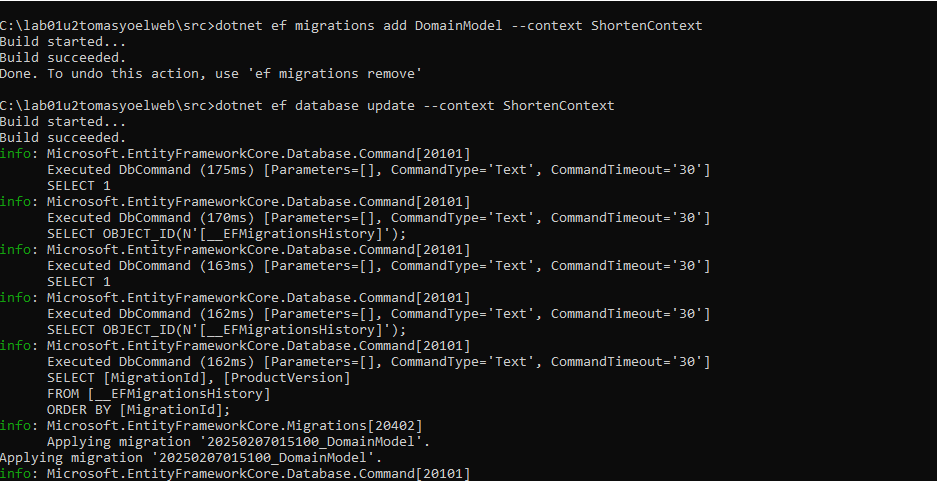 C:\lab01u2tomasyoelweb\src>dotnet ef migrations add DomainModel --context ShortenContext
Build started...
Build succeeded.
Done. To undo this action, use 'ef migrations remove'
C:\lab01u2tomasyoelweb\src>dotnet ef database update --context ShortenContext
Build started...
Build succeeded.
info: Microsoft.EntityFrameworkCore.Database.Command[20101]
Executed DbCommand (175ms) [Parameters=[], CommandType='Text', CommandTimeout='30']
SELECT 1
info: Microsoft.EntityFrameworkCore.Database.Command[20101]
Executed DbCommand (170ms) [Parameters=[], CommandType='Text', CommandTimeout='30']
SELECT OBJECT_ID(N'[__EFMigrationsHistory]');
info: Microsoft.EntityFrameworkCore.Database.Command[20101]
Executed DbCommand (163ms) [Parameters=[], CommandType='Text', CommandTimeout='30']
SELECT 1
info: Microsoft.EntityFrameworkCore.Database.Command[20101]
Executed DbCommand (162ms) [Parameters=[], CommandType='Text', CommandTimeout='30']
SELECT OBJECT_ID(N'[__EFMigrationsHistory]');
info: Microsoft.EntityFrameworkCore.Database.Command[20101]
Executed DbCommand (162ms) [Parameters=[], CommandType='Text', CommandTimeout='30']
SELECT [MigrationId], [ProductVersion]
FROM [__EFMigrationsHistory]
ORDER BY [MigrationId];
info: Microsoft.EntityFrameworkCore.Migrations[20402]
Applying migration '20250207015100_DomainModel'.
Applying migration '20250207015100_DomainModel'.
info: Microsoft.EntityFrameworkCore.Database.Command[20101]